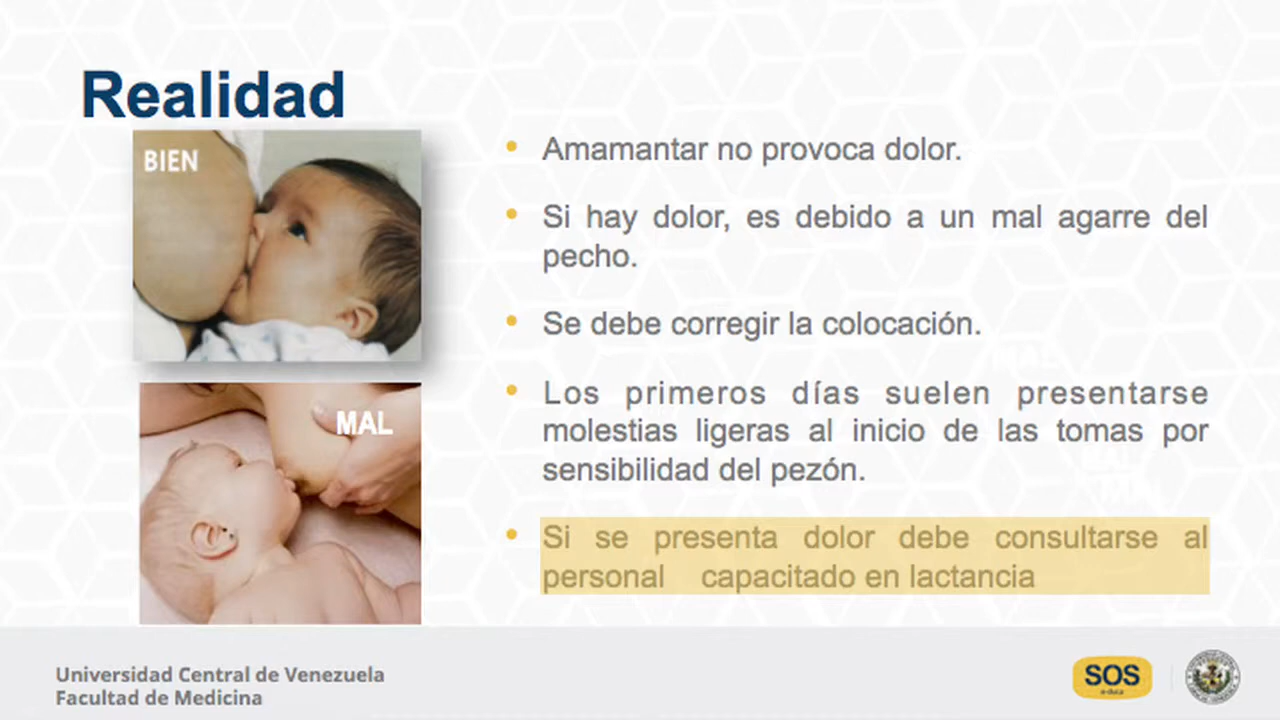 Realidad
BIEN
MAL
• Amamantar no provoca dolor.
• Si hay dolor, es debido a un mal agarre del
pecho.
• Se debe corregir la colocación.
• Los primeros días suelen presentarse
molestias ligeras al inicio de las tomas por
sensibilidad del pezón.
• Si se presenta dolor debe consultarse al
personal capacitado en lactancia
Universidad Central de Venezuela
Facultad de Medicina
SOS
e-duca